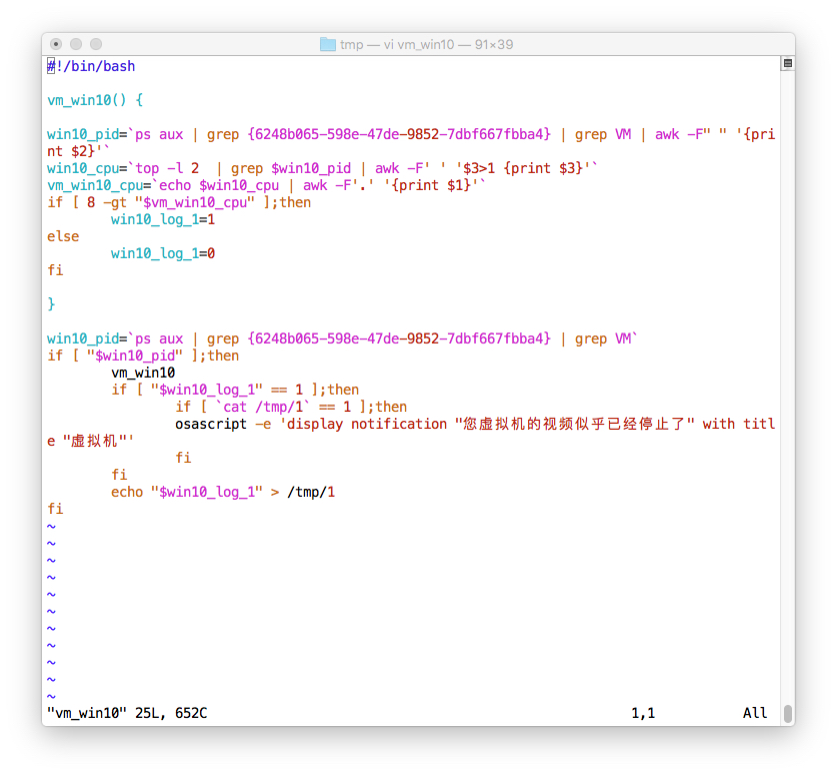 tmp — vi vm_win10 — 91×39
#!/bin/bash
vm_win10() {
win10_pid=`ps aux | grep {6248b065-598e-47de-9852-7dbf667fbba4} | grep VM | awk -F" " '{pri
nt $2}'`
win10_cpu=`top -l 2  | grep $win10_pid | awk -F' ' '$3>1 {print $3}'`
vm_win10_cpu=`echo $win10_cpu | awk -F'.' '{print $1}'`
if [ 8 -gt "$vm_win10_cpu" ];then
        win10_log_1=1
else
        win10_log_1=0
fi
}
win10_pid=`ps aux | grep {6248b065-598e-47de-9852-7dbf667fbba4} | grep VM`
if [ "$win10_pid" ];then
        vm_win10
        if [ "$win10_log_1" == 1 ];then
                if [ `cat /tmp/1` == 1 ];then
                osascript -e 'display notification "您虚拟机的视频似乎已经停止了" with titl
e "虚拟机"'
                fi
        fi
        echo "$win10_log_1" > /tmp/1
fi
~
~
~
~
~
~
~
~
~
~
~
"vm_win10" 25L, 652C 1,1 All